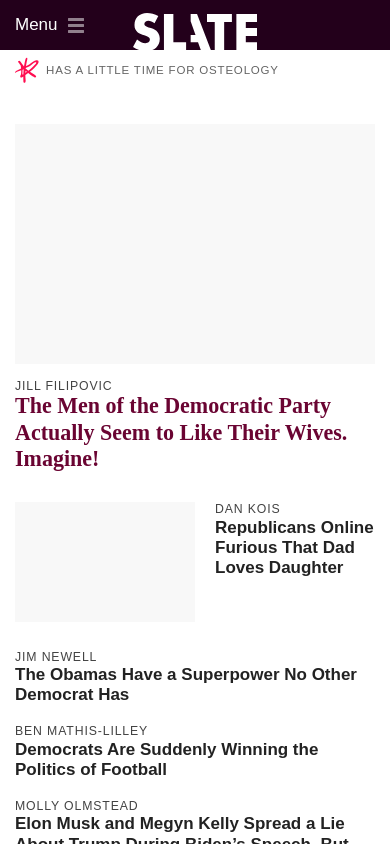 Menu
SLATE
HAS A LITTLE TIME FOR OSTEOLOGY
JILL FILIPOVIC
The Men of the Democratic Party
Actually Seem to Like Their Wives.
Imagine!
DAN KOIS
Republicans Online
Furious That Dad
Loves Daughter
JIM NEWELL
The Obamas Have a Superpower No Other
Democrat Has
BEN MATHIS-LILLEY
Democrats Are Suddenly Winning the
Politics of Football
MOLLY OLMSTEAD
Elon Musk and Megyn Kelly Spread a Lie
About Trump During Biden’s Speech, But